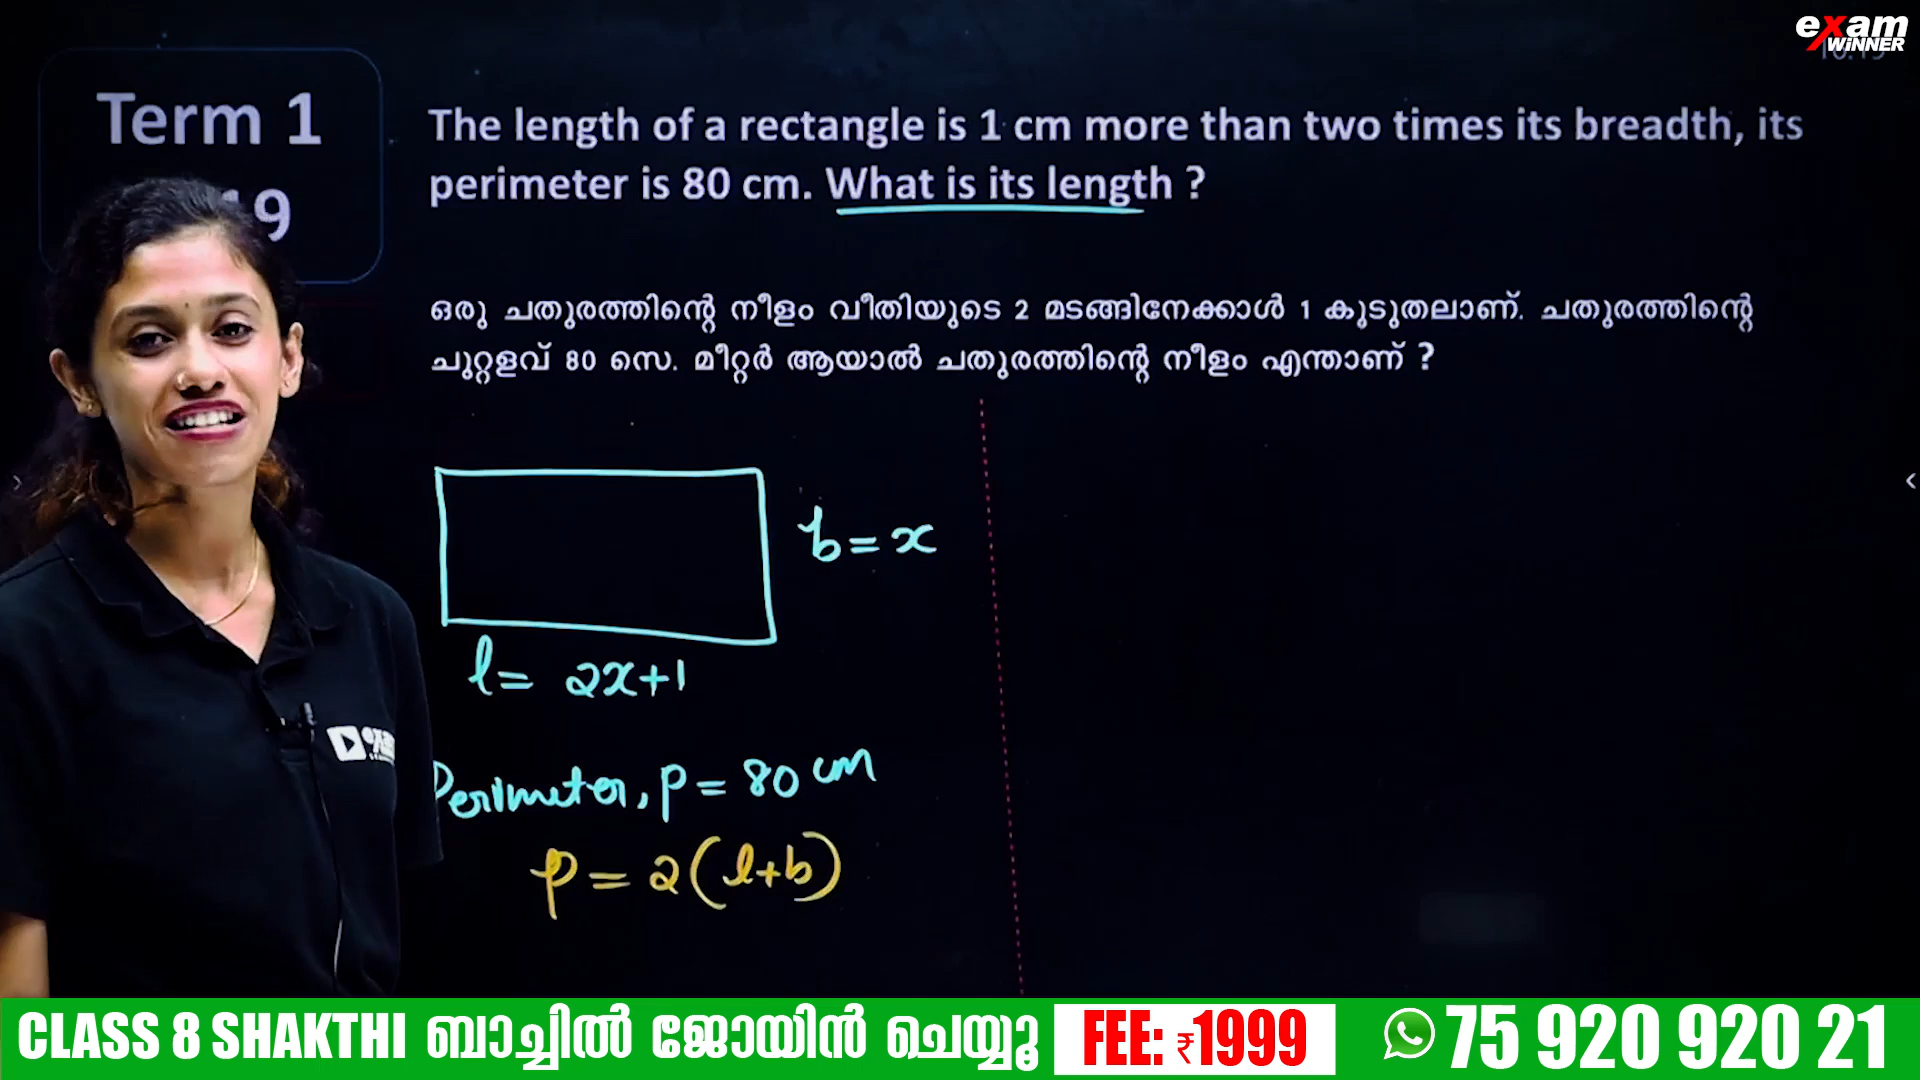 exam
WiNNER
Term 1
19
The length of a rectangle is 1 cm more than two times its breadth, its
perimeter is 80 cm. What is its length ?
ഒരു ചതുരത്തിന്റെ നീളം വീതിയുടെ 2 മടങ്ങിനേക്കാൾ 1 കുടുതലാണ്. ചതുരത്തിന്റെ
ചുറ്റളവ് 80 സെ. മീറ്റർ ആയാൽ ചതുരത്തിന്റെ നീളം എന്താണ് ?
b = x
l = 2x+1
Perimeter, P = 80 cm
P = 2(l+b)
CLASS 8 SHAKTHI ബാച്ചിൽ ജോയിൻ ചെയ്യൂ FEE: ₹1999 75 920 920 21